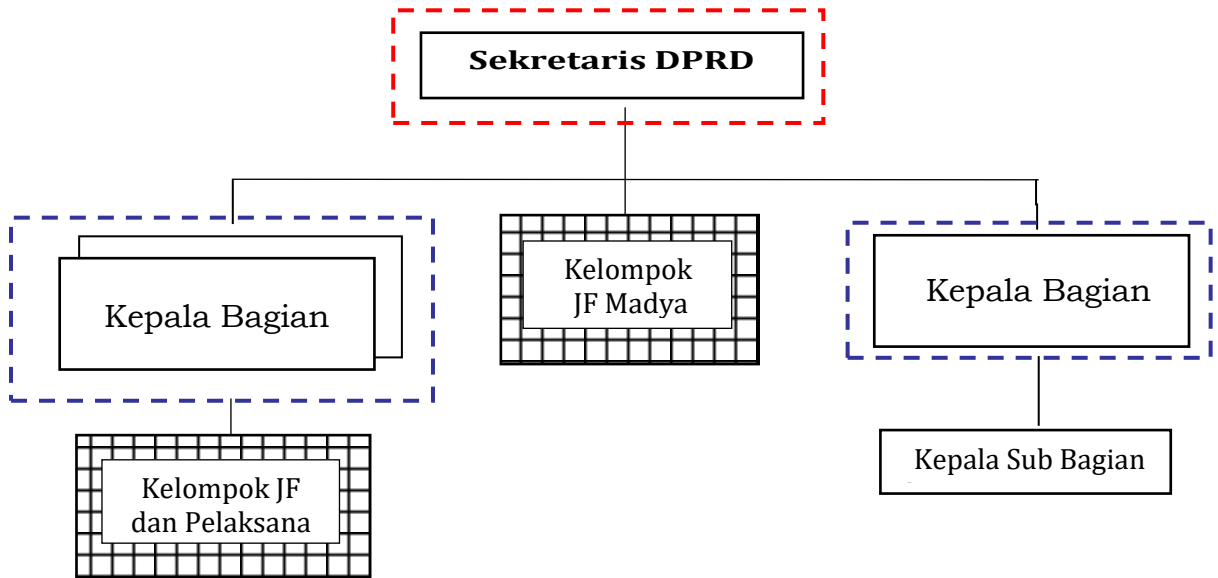 Sekretaris DPRD
Kepala Bagian
Kelompok
JF Madya
Kepala Bagian
Kelompok JF
dan Pelaksana
Kepala Sub Bagian